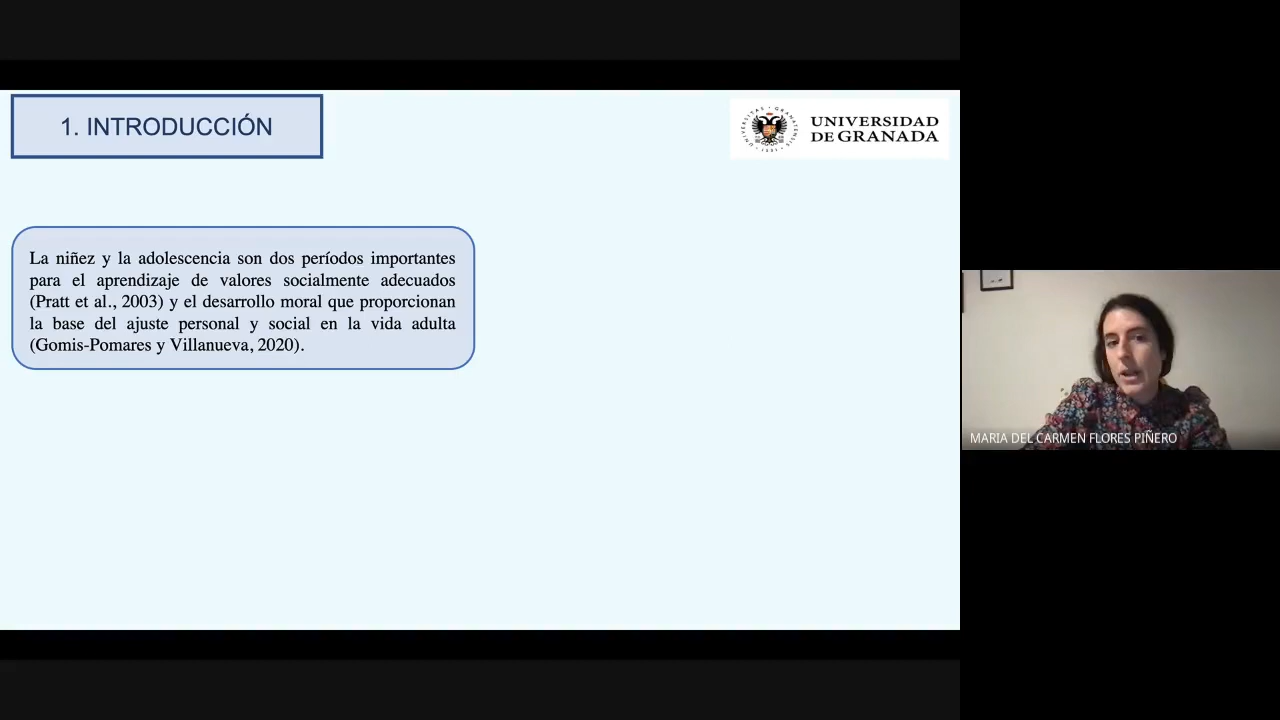 1. INTRODUCCIÓN
UNIVERSIDAD
DE GRANADA
La niñez y la adolescencia son dos períodos importantes
para el aprendizaje de valores socialmente adecuados
(Pratt et al., 2003) y el desarrollo moral que proporcionan
la base del ajuste personal y social en la vida adulta
(Gomis-Pomares y Villanueva, 2020).
MARIA DEL CARMEN FLORES PIÑERO